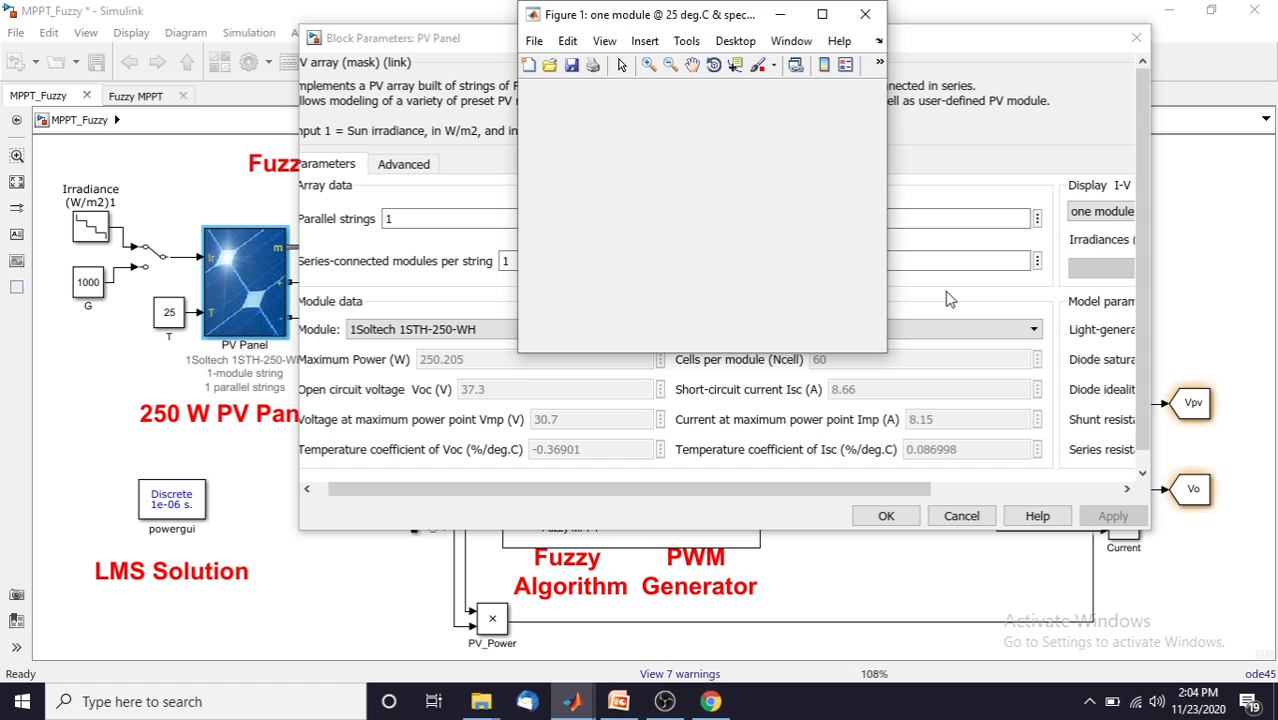 MPPT_Fuzzy * - Simulink
File Edit View Display Diagram Simulation
MPPT_Fuzzy
Fuzzy MPPT
MPPT_Fuzzy
Block Parameters: PV Panel
Figure 1: one module @ 25 deg.C & spec...
File Edit View Insert Tools Desktop Window Help
V array (mask) (link)
mplements a PV array built of strings of
nnected in series.
llows modeling of a variety of preset PV
ell as user-defined PV module.
nput 1 = Sun irradiance, in W/m2, and in
arameters
Advanced
Array data
Display I-V
Parallel strings 1
one module
Series-connected modules per string 1
Irradiances (
Module data
Model param
Module: 1Soltech 1STH-250-WH
Light-genera
Maximum Power (W) 250.205
Cells per module (Ncell) 60
Diode satura
Open circuit voltage Voc (V) 37.3
Short-circuit current Isc (A) 8.66
Diode ideali
Voltage at maximum power point Vmp (V) 30.7
Current at maximum power point Imp (A) 8.15
Shunt resist
Temperature coefficient of Voc (%/deg.C) -0.36901
Temperature coefficient of Isc (%/deg.C) 0.086998
Series resist
OK
Cancel
Help
Apply
Fuzz
Irradiance
(W/m2)1
1000
G
25
T
Ir
T
m
+
-
PV Panel
1Soltech 1STH-250-WH
1-module string
1 parallel strings
250 W PV Pan
Discrete
1e-06 s.
powergui
LMS Solution
Vpv
Vo
Current
Fuzzy
Algorithm
PWM
Generator
×
PV_Power
Activate Windows
Go to Settings to activate Windows.
Ready
View 7 warnings
108%
ode45
Type here to search
2:04 PM
11/23/2020
19